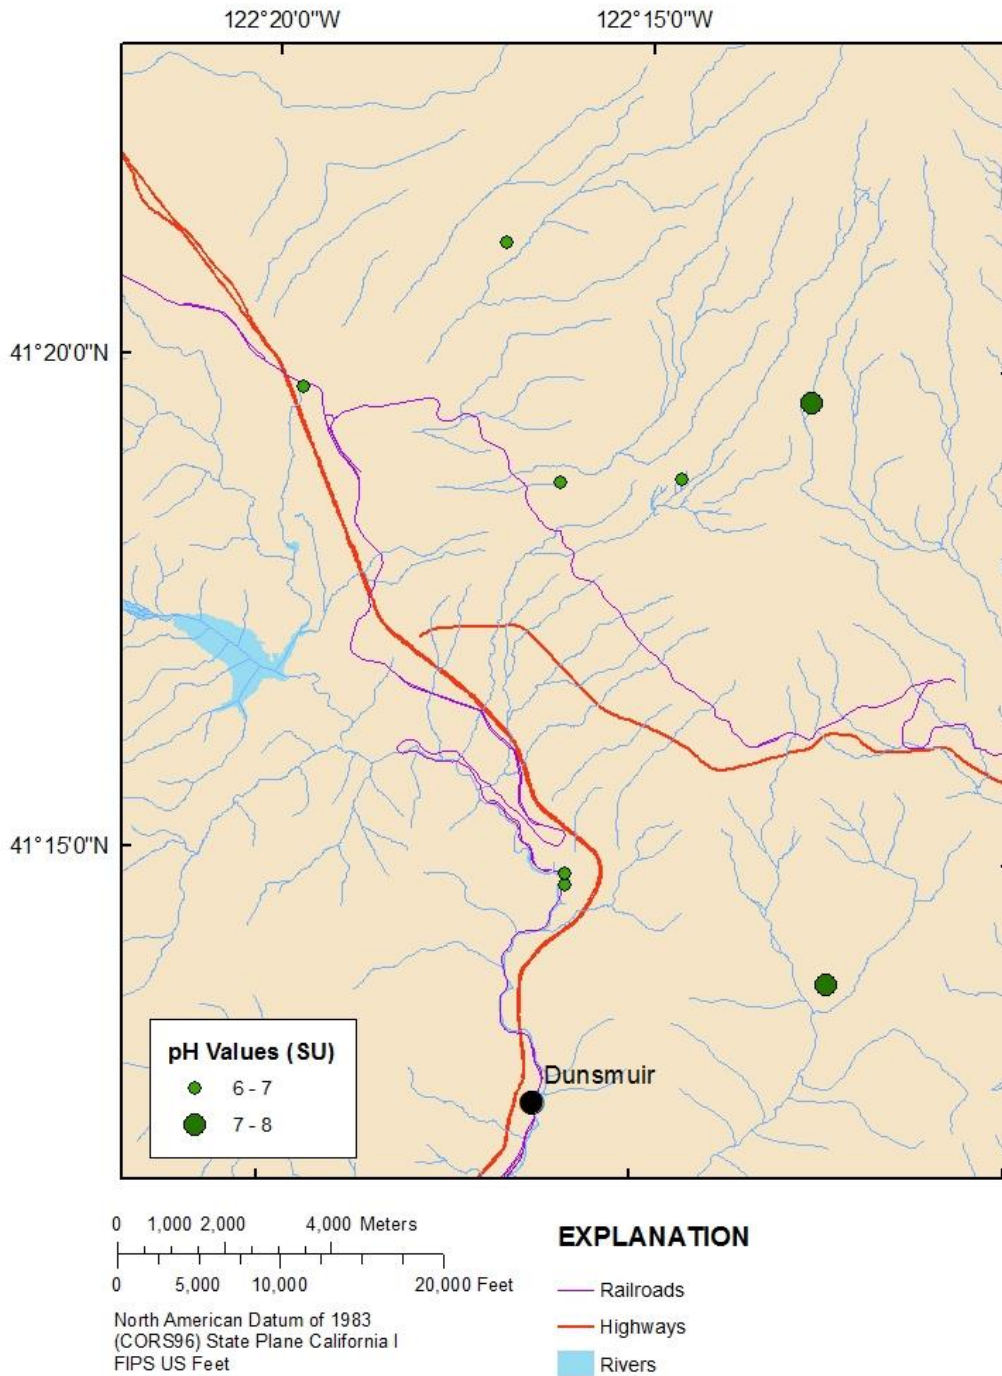 122°20'0"W
122°15'0"W
41°20'0"N
41°15'0"N
pH Values (SU)
6 - 7
7 - 8
Dunsmuir
0 1,000 2,000 4,000 Meters
0 5,000 10,000 20,000 Feet
North American Datum of 1983
(CORS96) State Plane California I
FIPS US Feet
EXPLANATION
Railroads
Highways
Rivers